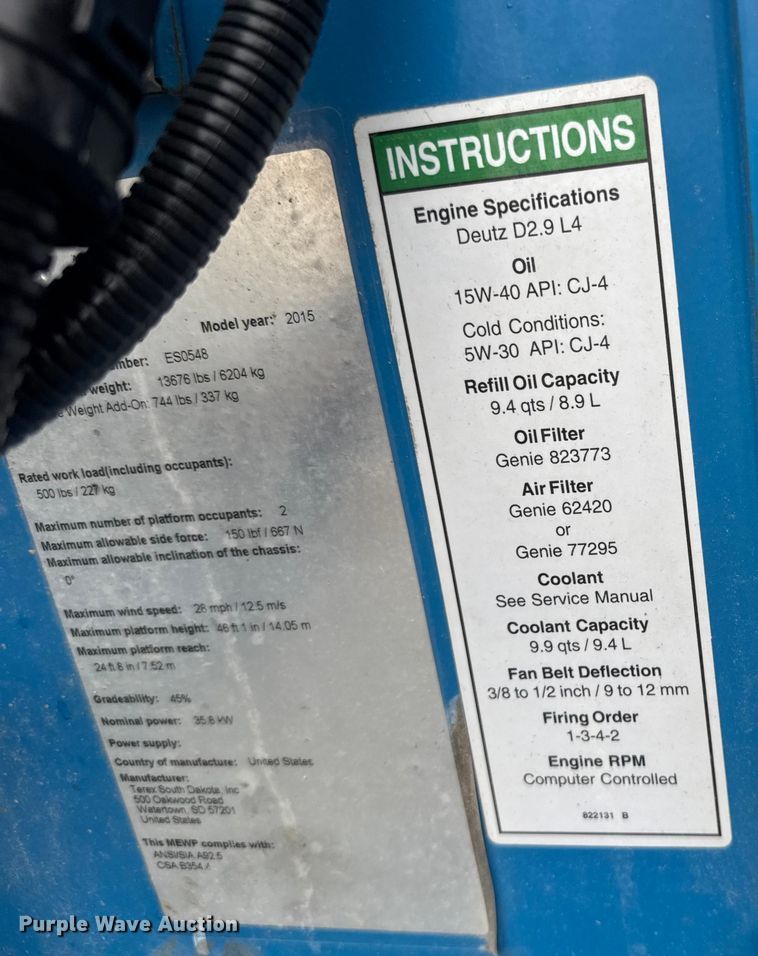 Model year: 2015
mber: ES0548
weight: 13676 lbs / 6204 kg
Weight Add-On: 744 lbs / 337 kg
Rated work load(including occupants):
500 lbs / 227 kg
Maximum number of platform occupants: 2
Maximum allowable side force: 150 lbf / 667 N
Maximum allowable inclination of the chassis:
0°
Maximum wind speed: 28 mph / 12.5 m/s
Maximum platform height: 46 ft 1 in / 14.05 m
Maximum platform reach:
24 ft 8 in / 7.52 m
Gradeability: 45%
Nominal power: 35.8 kW
Power supply:
Country of manufacture: United States
Manufacturer:
Terex South Dakota, Inc
500 Oakwood Road
Watertown, SD 57201
United States
This MEWP complies with:
ANSI/SIA A92.5
CSA B354.4
INSTRUCTIONS
Engine Specifications
Deutz D2.9 L4
Oil
15W-40 API: CJ-4
Cold Conditions:
5W-30 API: CJ-4
Refill Oil Capacity
9.4 qts / 8.9 L
Oil Filter
Genie 823773
Air Filter
Genie 62420
or
Genie 77295
Coolant
See Service Manual
Coolant Capacity
9.9 qts / 9.4 L
Fan Belt Deflection
3/8 to 1/2 inch / 9 to 12 mm
Firing Order
1-3-4-2
Engine RPM
Computer Controlled
822131 B
Purple Wave Auction